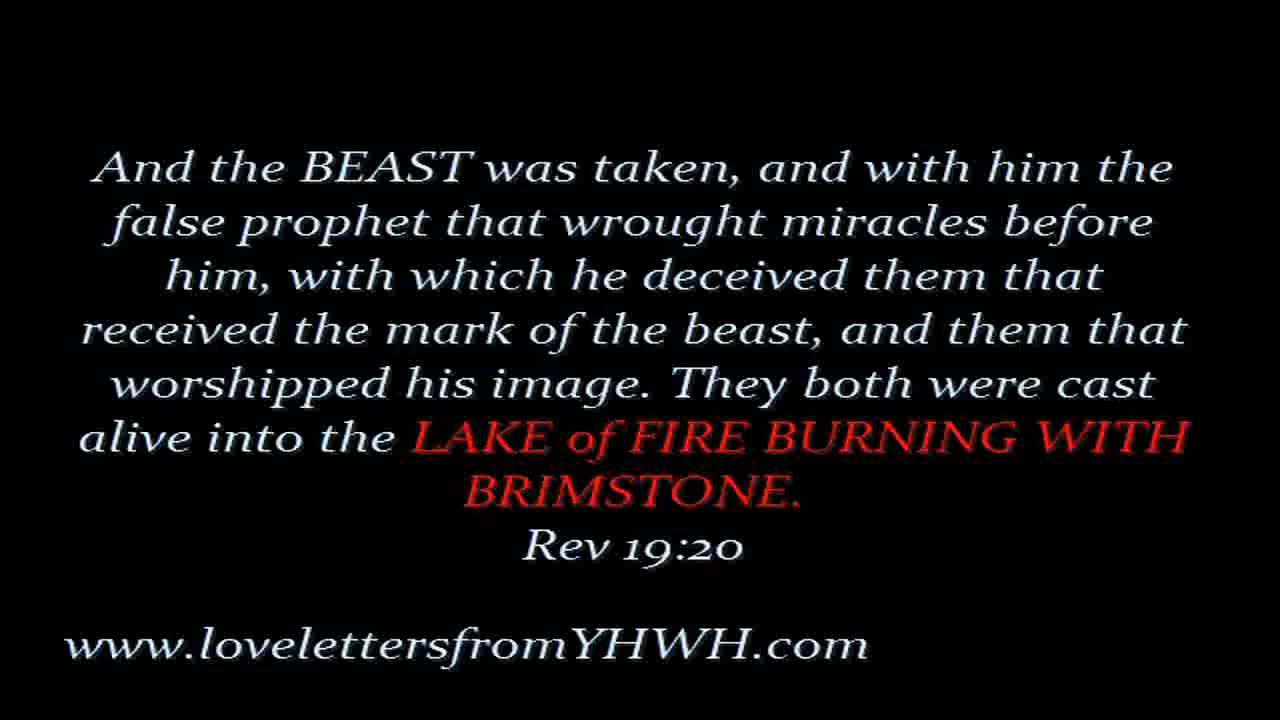 And the BEAST was taken, and with him the
false prophet that wrought miracles before
him, with which he deceived them that
received the mark of the beast, and them that
worshipped his image. They both were cast
alive into the LAKE of FIRE BURNING WITH
BRIMSTONE.
Rev 19:20
www.lovelettersfromYHWH.com